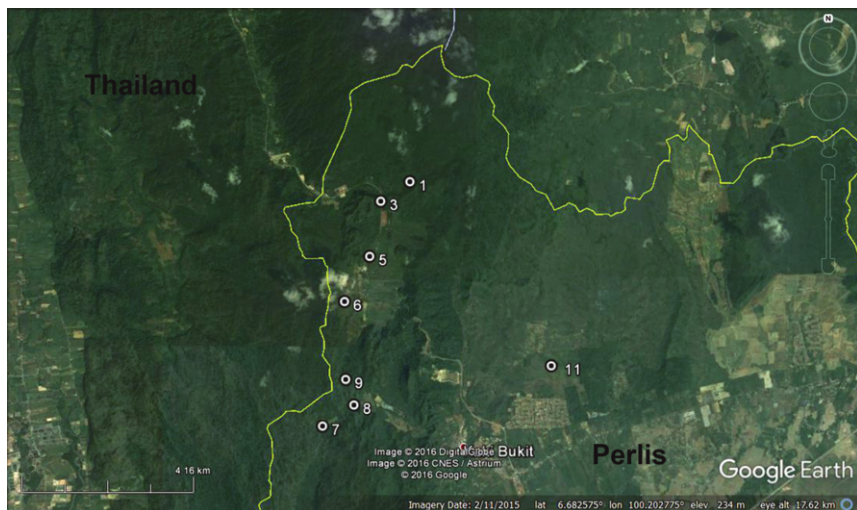 N
Thailand
1
3
5
6
9
11
8
7
Bukit
Perlis
Image © 2016 DigitalGlobe
Image © 2016 CNES / Astrium
© 2016 Google
4.16 km
Google Earth
Imagery Date: 2/11/2015 lat 6.682575° lon 100.202775° elev 234 m eye alt 17.62 km